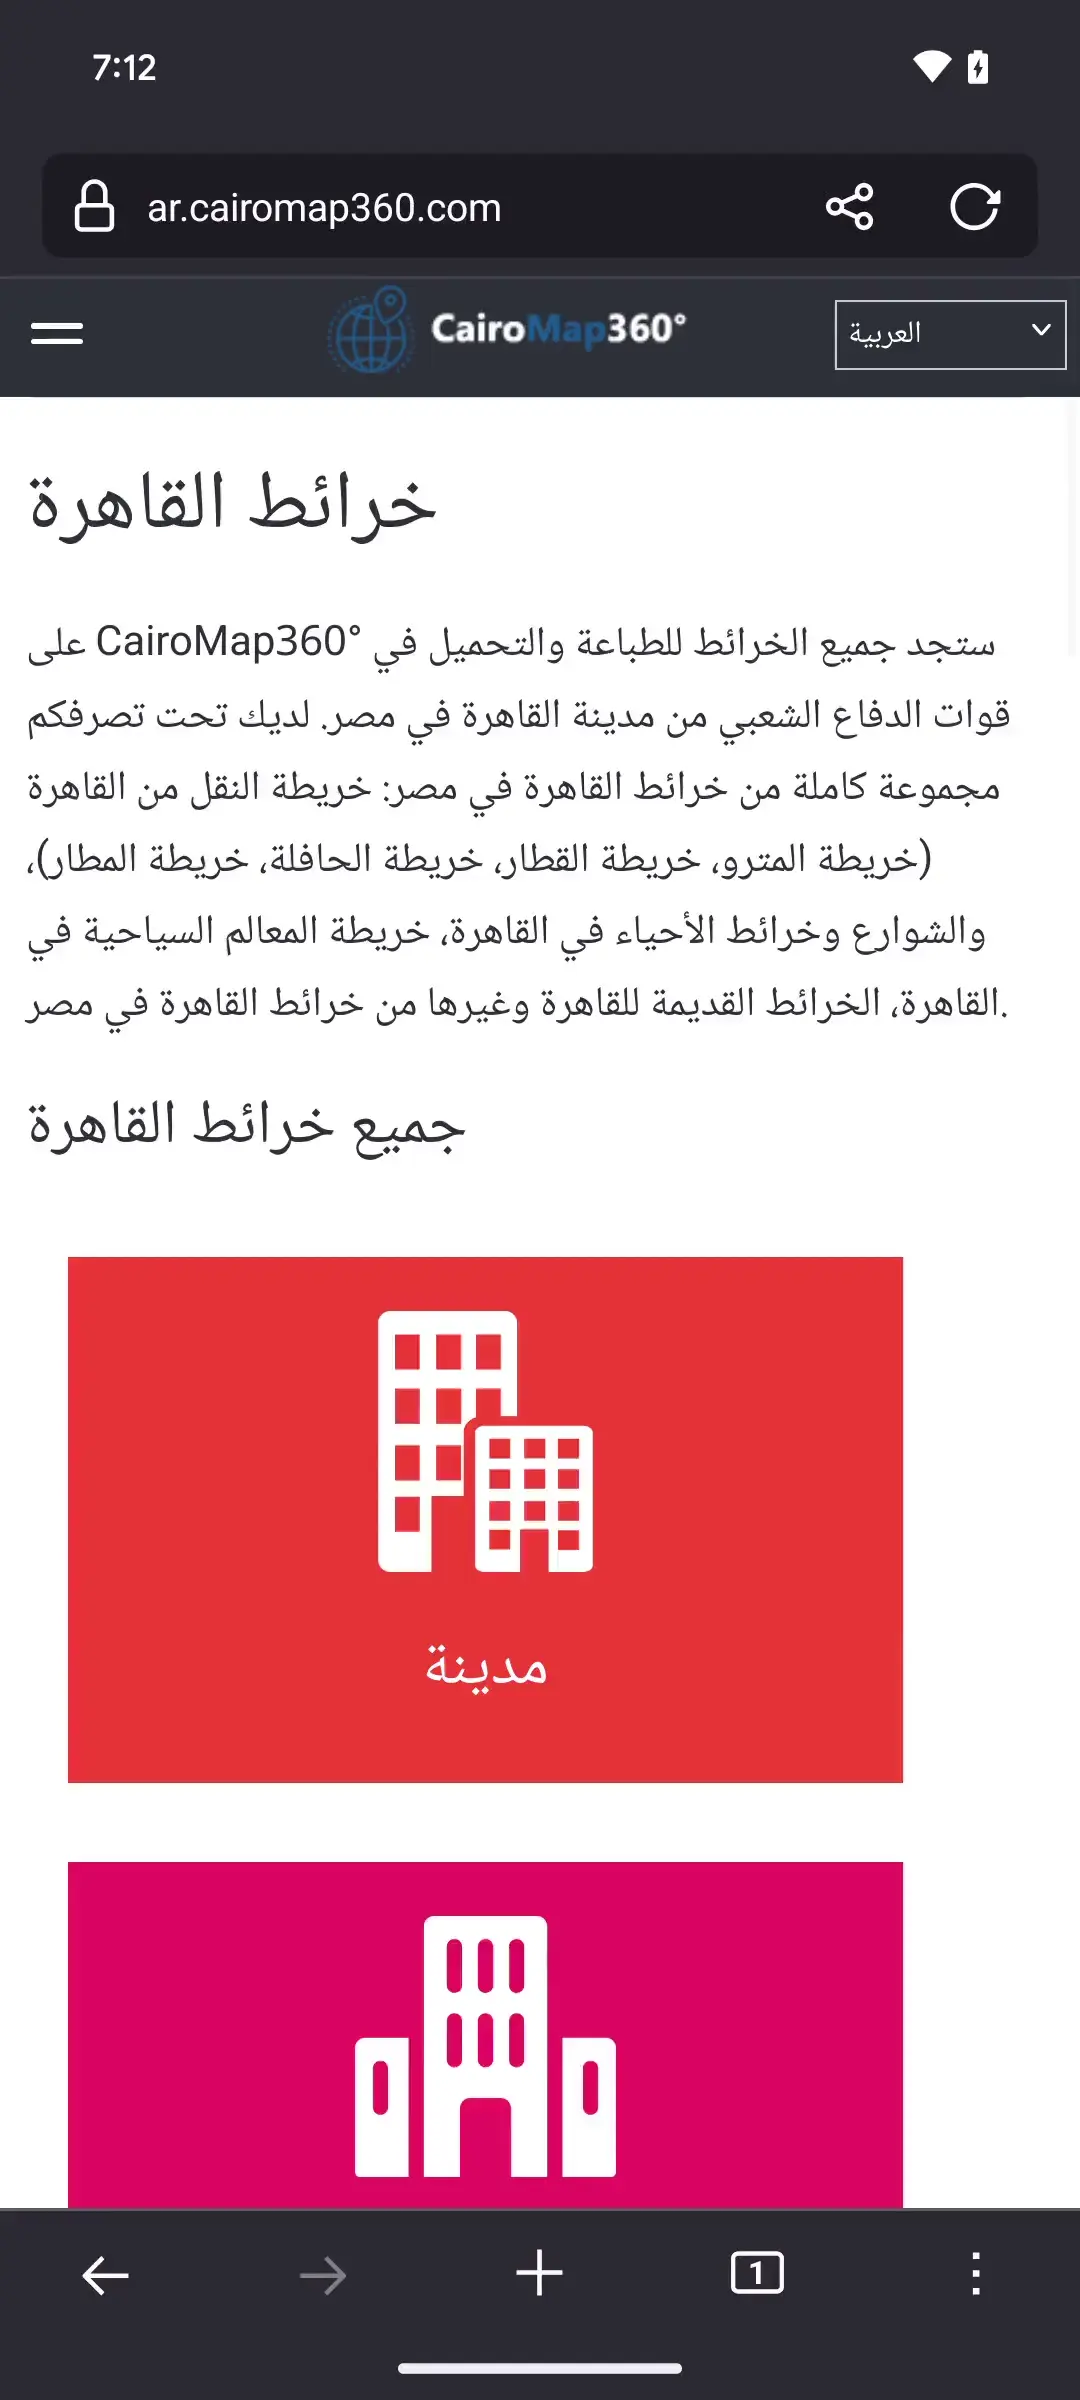 7:12
ar.cairomap360.com
CairoMap360°
العربية
خرائط القاهرة
ستجد جميع الخرائط للطباعة والتحميل في CairoMap360° على
قوات الدفاع الشعبي من مدينة القاهرة في مصر. لديك تحت تصرفكم
مجموعة كاملة من خرائط القاهرة في مصر: خريطة النقل من القاهرة
(خريطة المترو، خريطة القطار، خريطة الحافلة، خريطة المطار)،
والشوارع وخرائط الأحياء في القاهرة، خريطة المعالم السياحية في
القاهرة، الخرائط القديمة للقاهرة وغيرها من خرائط القاهرة في مصر.
جميع خرائط القاهرة
مدينة
1